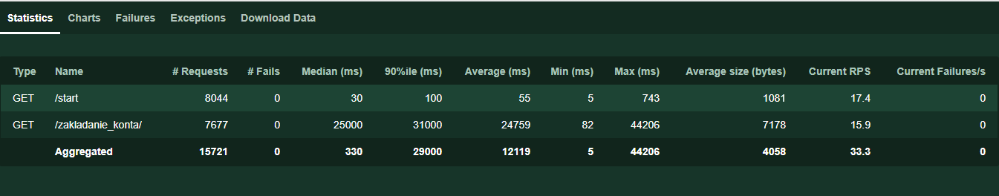 Statistics Charts Failures Exceptions Download Data
Type Name # Requests # Fails Median (ms) 90%ile (ms) Average (ms) Min (ms) Max (ms) Average size (bytes) Current RPS Current Failures/s
GET /start 8044 0 30 100 55 5 743 1081 17.4 0
GET /zakladanie_konta/ 7677 0 25000 31000 24759 82 44206 7178 15.9 0
Aggregated 15721 0 330 29000 12119 5 44206 4058 33.3 0